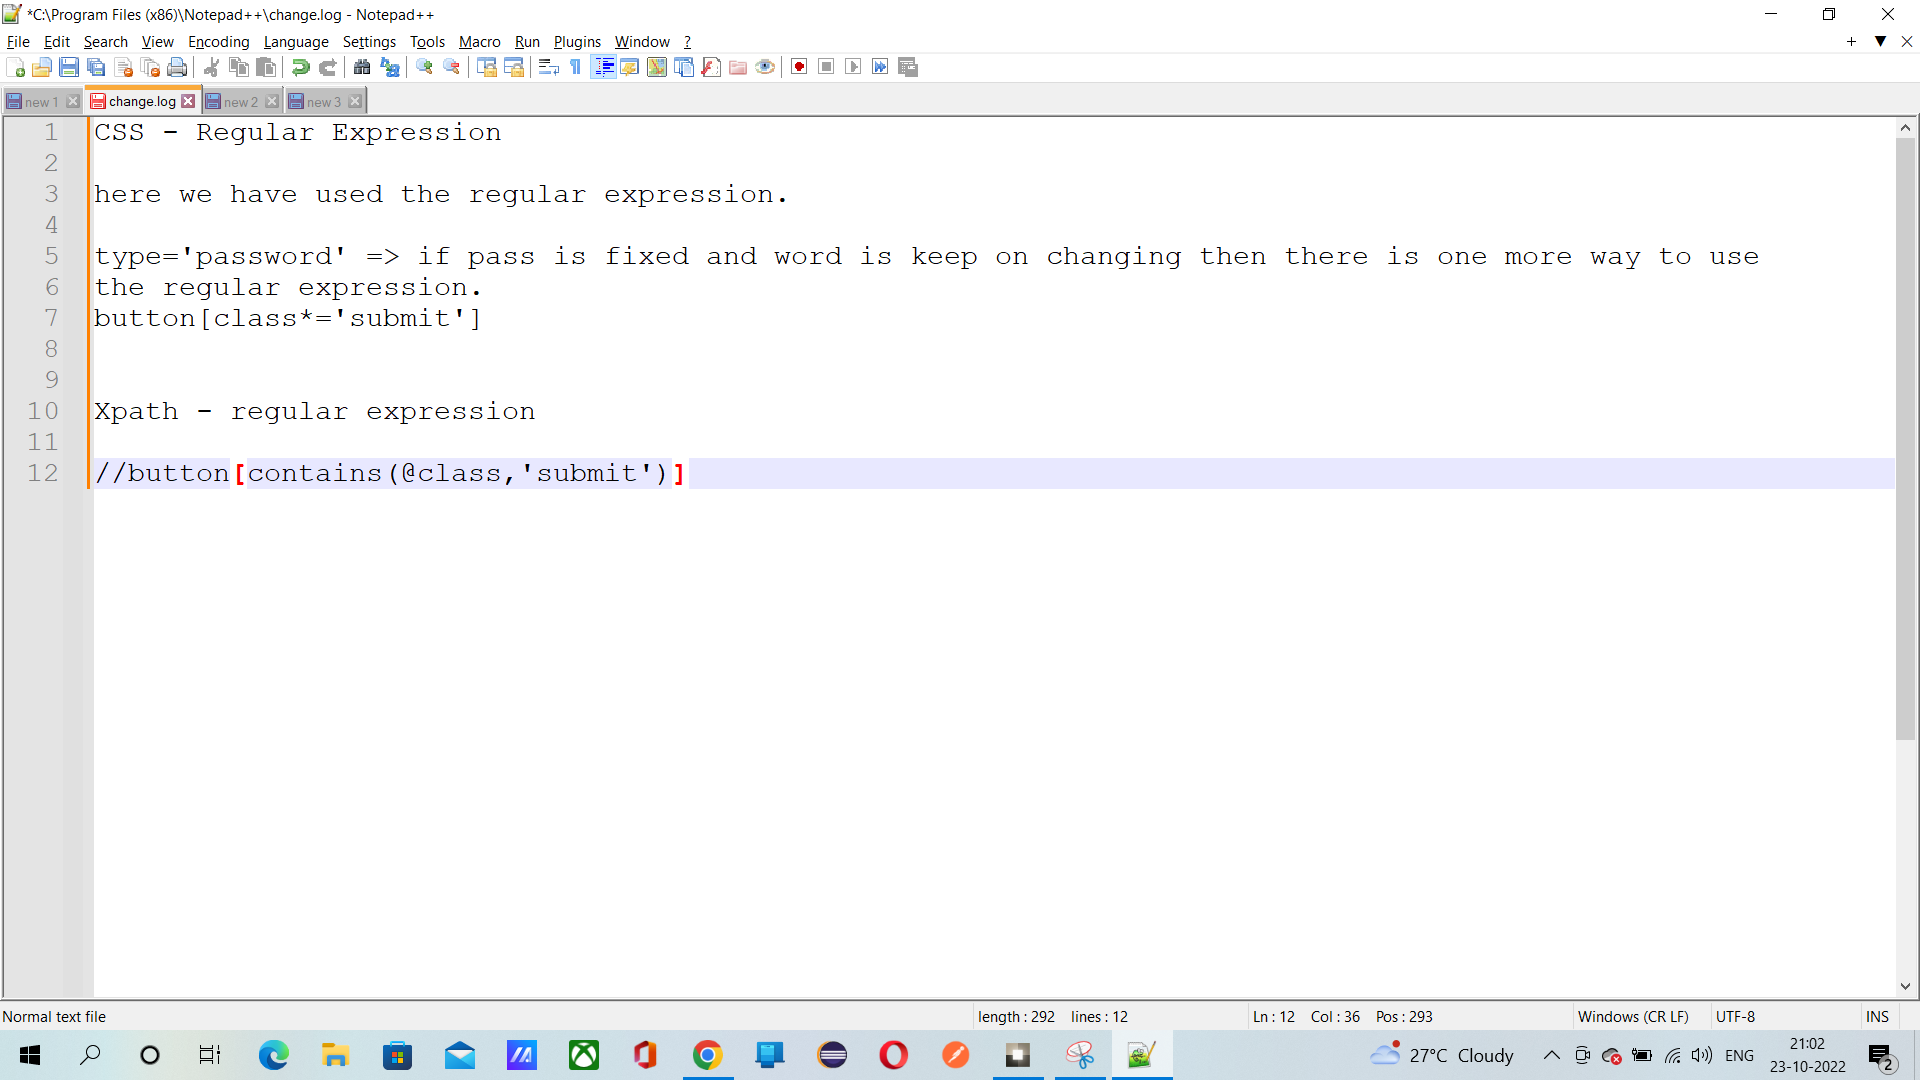 *C:\Program Files (x86)\Notepad++\change.log - Notepad++
File Edit Search View Encoding Language Settings Tools Macro Run Plugins Window ?
new 1 change.log new 2 new 3
1 CSS - Regular Expression
2
3 here we have used the regular expression.
4
5 type='password' => if pass is fixed and word is keep on changing then there is one more way to use
6 the regular expression.
7 button[class*='submit']
8
9
10 Xpath - regular expression
11
12 //button[contains(@class,'submit')]
Normal text file length : 292 lines : 12 Ln : 12 Col : 36 Pos : 293 Windows (CR LF) UTF-8 INS
27°C Cloudy ENG 21:02
23-10-2022 2